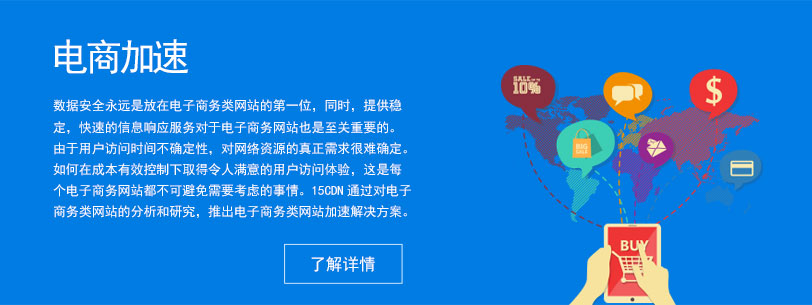 电商加速
数据安全永远是放在电子商务类网站的第一位，同时，提供稳
定，快速的信息响应服务对于电子商务网站也是至关重要的。
由于用户访问时间不确定性，对网络资源的真正需求很难确定。
如何在成本有效控制下取得令人满意的用户访问体验，这是每
个电子商务网站都不可避免需要考虑的事情。15CDN 通过对电子
商务类网站的分析和研究，推出电子商务类网站加速解决方案。
了解详情
SALE
10%
$
BAG
SALE
BUY